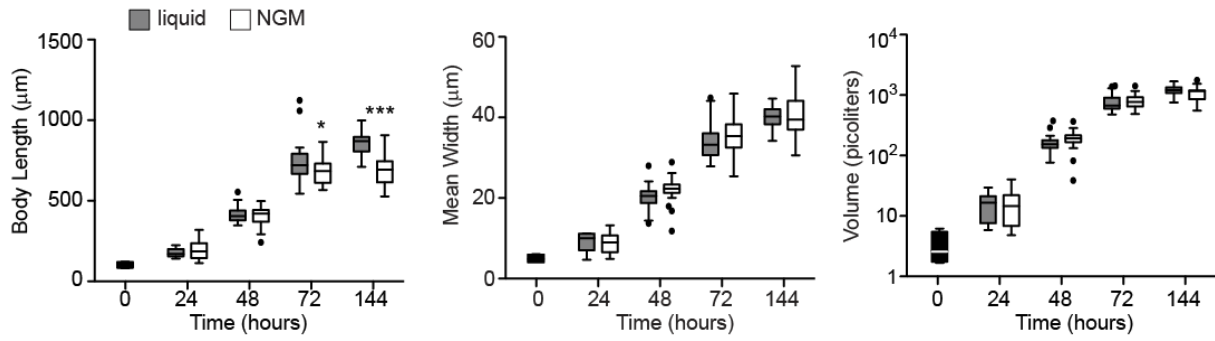 liquid NGM
Body Length (μm)
1500
1000
500
0
* ***
0 24 48 72 144
Time (hours)
Mean Width (μm)
60
40
20
0
0 24 48 72 144
Time (hours)
Volume (picoliters)
10⁴
10³
10²
10
1
0 24 48 72 144
Time (hours)